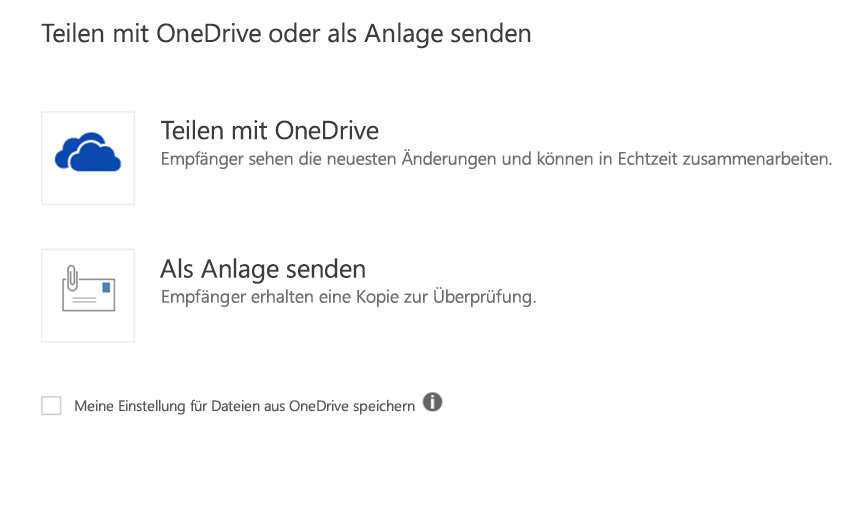 Teilen mit OneDrive oder als Anlage senden
Teilen mit OneDrive
Empfänger sehen die neuesten Änderungen und können in Echtzeit zusammenarbeiten.
Als Anlage senden
Empfänger erhalten eine Kopie zur Überprüfung.
Meine Einstellung für Dateien aus OneDrive speichern